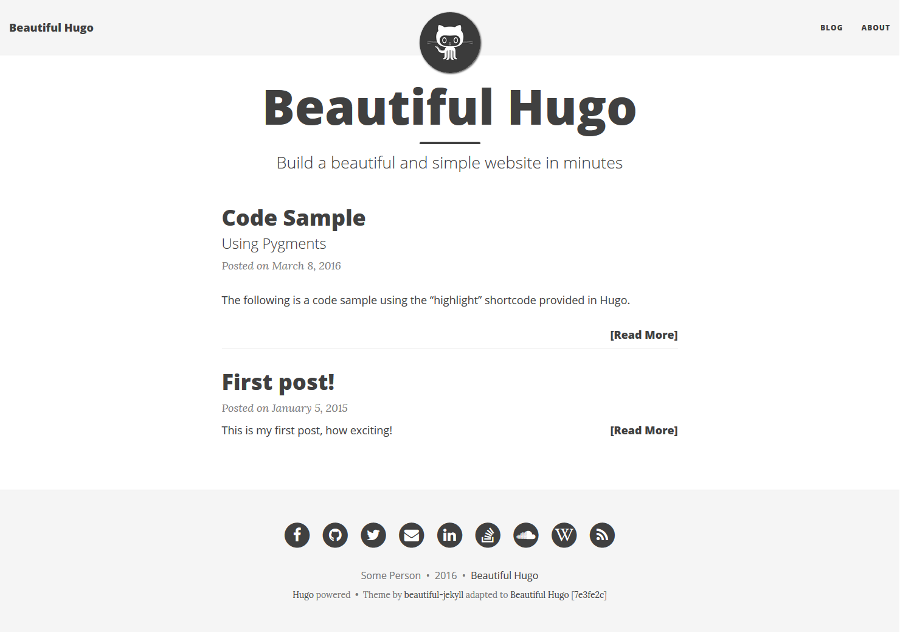 Beautiful Hugo
BLOG ABOUT
Beautiful Hugo
Build a beautiful and simple website in minutes
Code Sample
Using Pygments
Posted on March 8, 2016
The following is a code sample using the “highlight” shortcode provided in Hugo.
[Read More]
First post!
Posted on January 5, 2015
This is my first post, how exciting!
[Read More]
Some Person • 2016 • Beautiful Hugo
Hugo powered • Theme by beautiful-jekyll adapted to Beautiful Hugo [7e3fe2c]